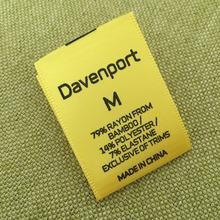 Davenport
M
79% RAYON FROM
BAMBOO/
14% POLYESTER/
7% ELASTANE
EXCLUSIVE OF TRIMS
MADE IN CHINA